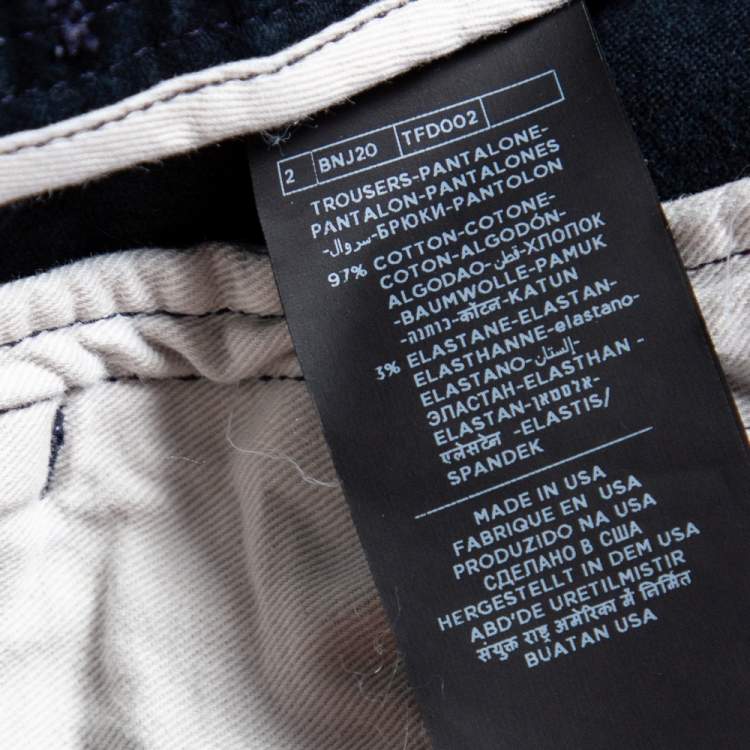 2 BNJ20 TFD002
TROUSERS-PANTALONE-
PANTALON-PANTALONES
-سروال-БРЮКИ-PANTOLON
97% COTTON-COTONE-
COTON-ALGODÓN-
ALGODAO-قطن-ХЛОПОК
-BAUMWOLLE-PAMUK
-כותנה-कॉटन-KATUN
3% ELASTANE-ELASTAN-
ELASTHANNE-elastano-
ELASTANO-الستان-
ЭЛАСТАН-ELASTHAN -
ELASTAN-אלסטאן-
एलेसटेन -ELASTIS/
SPANDEK
MADE IN USA
FABRIQUE EN USA
PRODUZIDO NA USA
СДЕЛАНО В США
HERGESTELLT IN DEM USA
ABD'DE URETILMISTIR
संयुक्त राष्ट्र अमेरिका में निर्मित
BUATAN USA